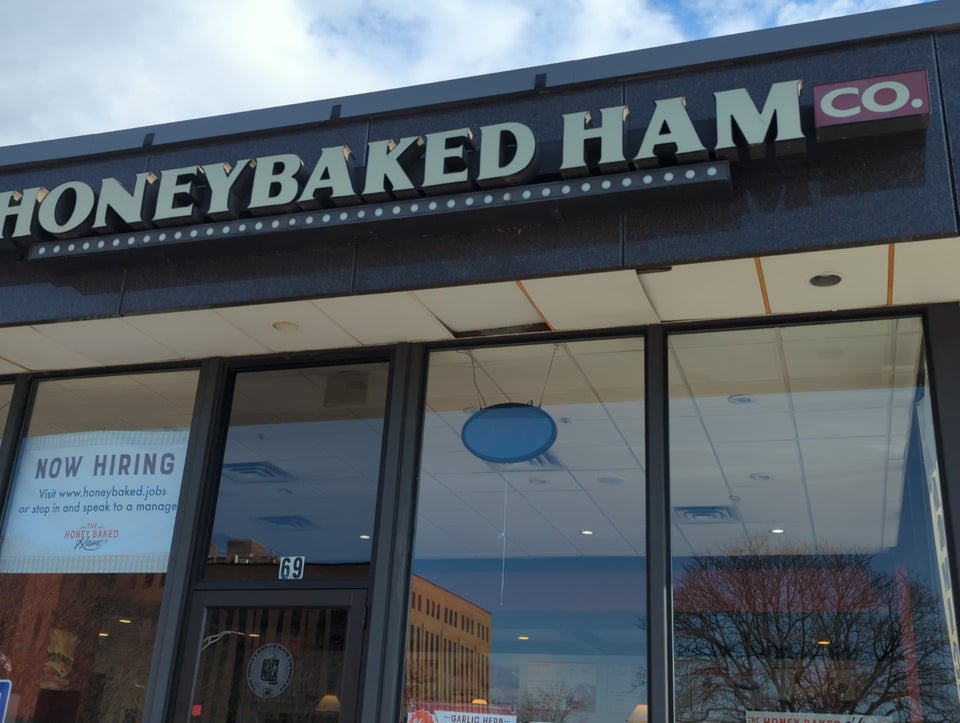 HONEYBAKED HAM CO.
NOW HIRING
Visit www.honeybaked.jobs
or stop in and speak to a manage
THE
HONEY BAKED
Ham
69
GARLIC HERB
THE HONEY BAKED